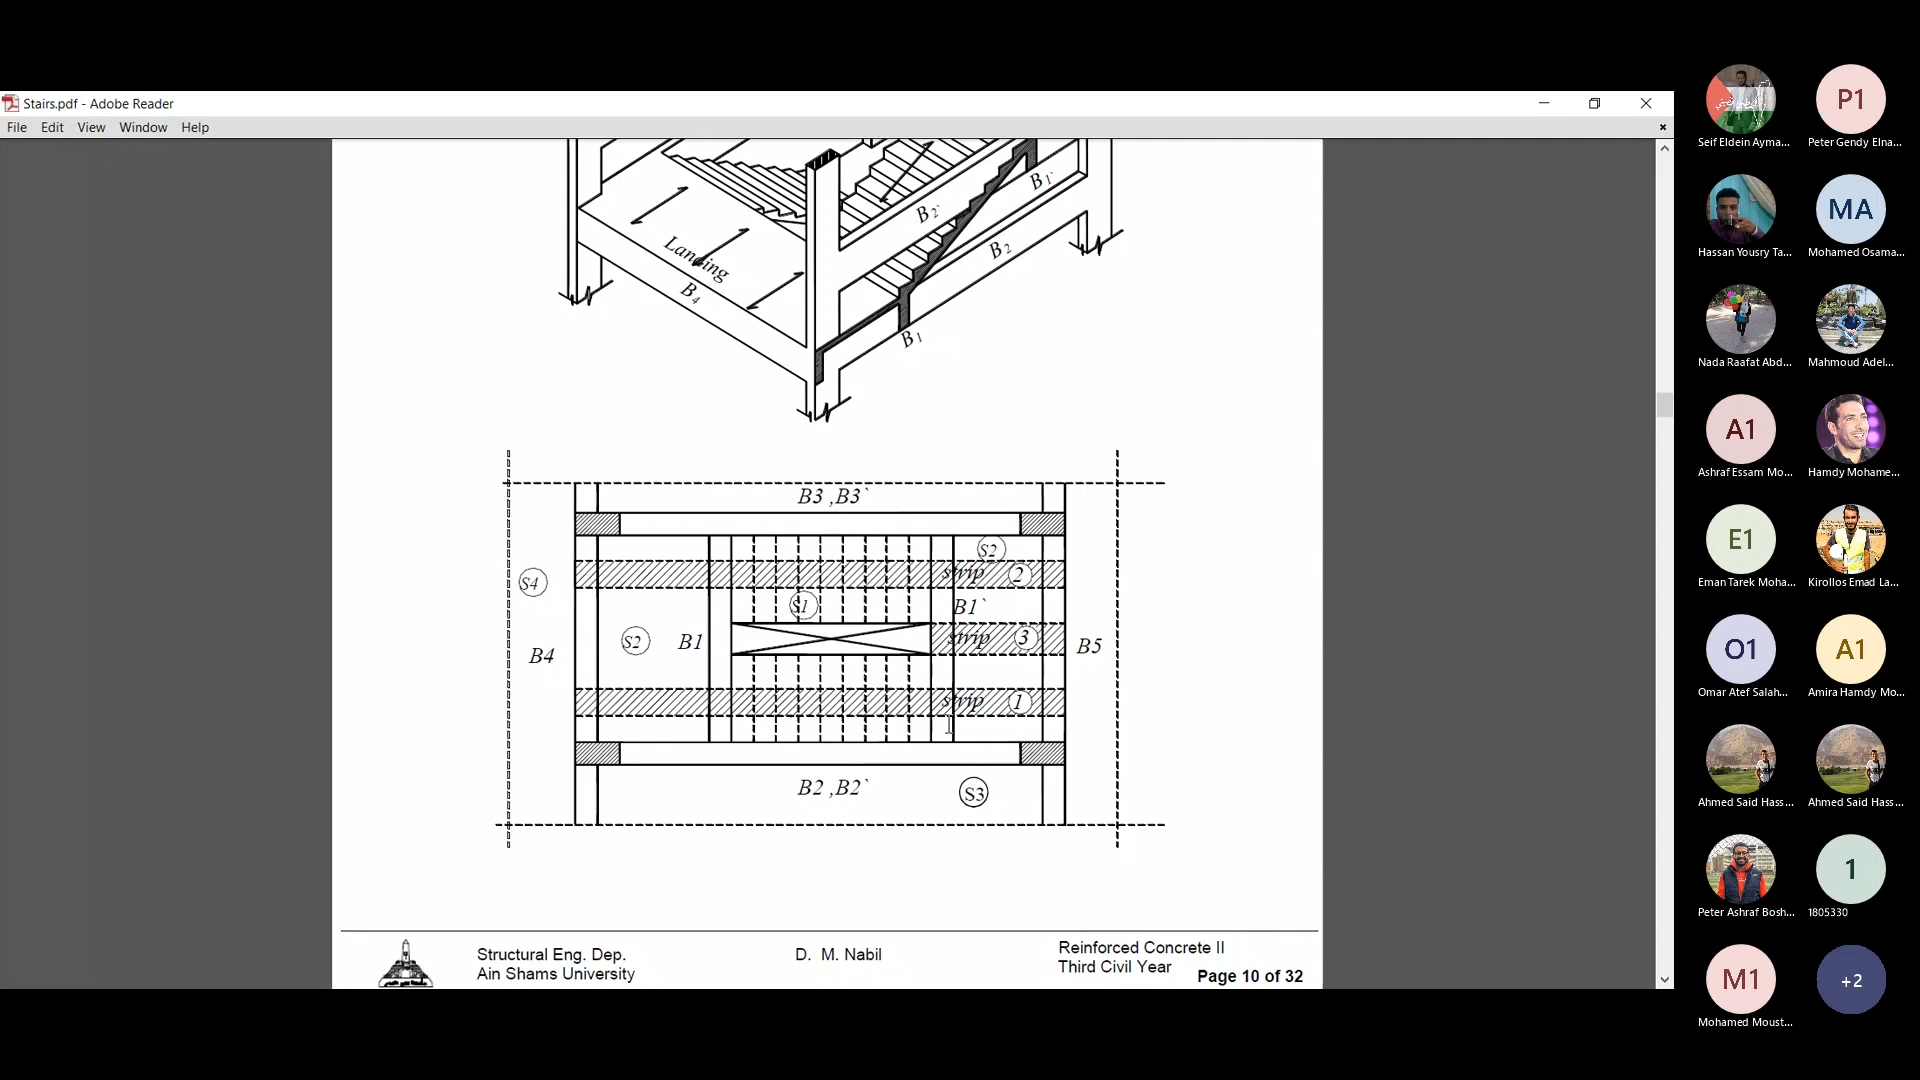 Stairs.pdf - Adobe Reader
File Edit View Window Help
B1`
B2`
B2
Landing
B4
B1
B3 ,B3`
S2
strip 2
S4
S1
B1`
S2
B1
strip 3
B5
B4
strip 1
B2 ,B2`
S3
Structural Eng. Dep.
Ain Shams University
D. M. Nabil
Reinforced Concrete II
Third Civil Year
Page 10 of 32
P1
Seif Eldein Ayma...
Peter Gendy Elna...
MA
Hassan Yousry Ta...
Mohamed Osama...
Nada Raafat Abd...
Mahmoud Adel...
A1
Ashraf Essam Mo...
Hamdy Mohame...
E1
Eman Tarek Moha...
Kirollos Emad La...
O1
A1
Omar Atef Salah...
Amira Hamdy Mo...
Ahmed Said Hass...
Ahmed Said Hass...
1
Peter Ashraf Bosh...
1805330
M1
+2
Mohamed Moust...